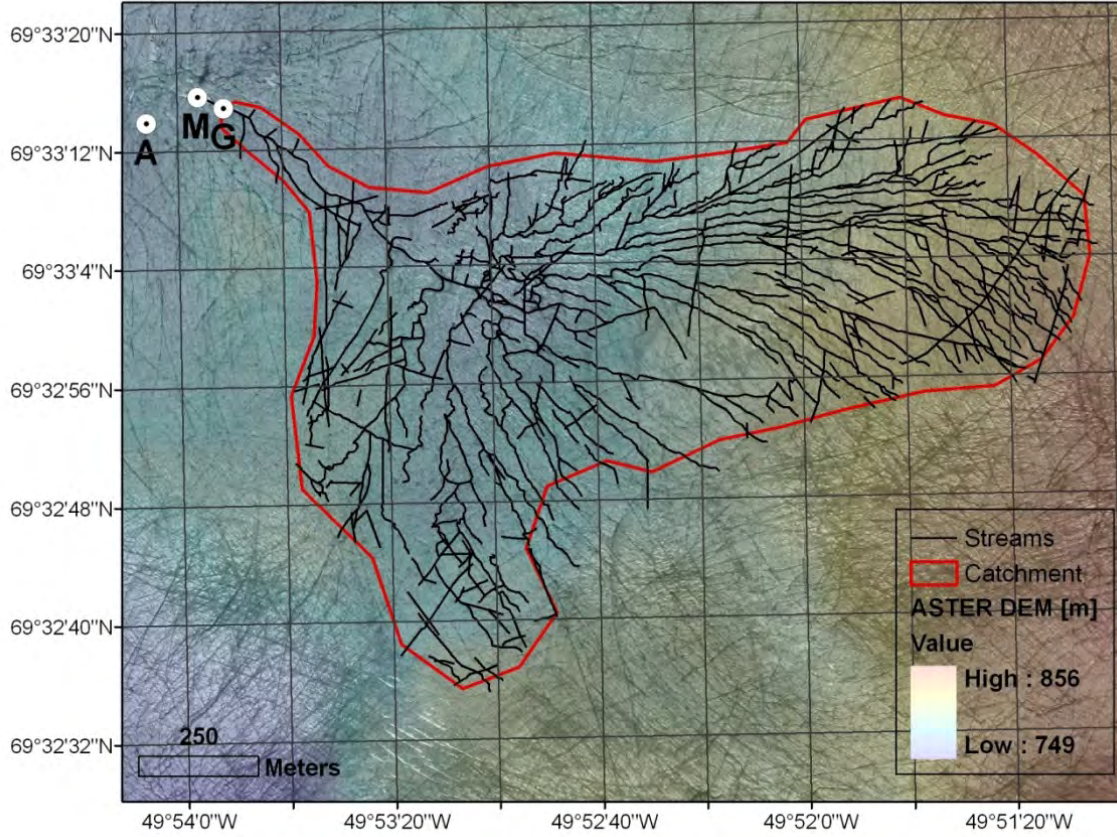 69°33'20"N
M
G
A
69°33'12"N
69°33'4"N
69°32'56"N
69°32'48"N
69°32'40"N
69°32'32"N
Streams
Catchment
ASTER DEM [m]
Value
High : 856
Low : 749
250
Meters
49°54'0"W
49°53'20"W
49°52'40"W
49°52'0"W
49°51'20"W